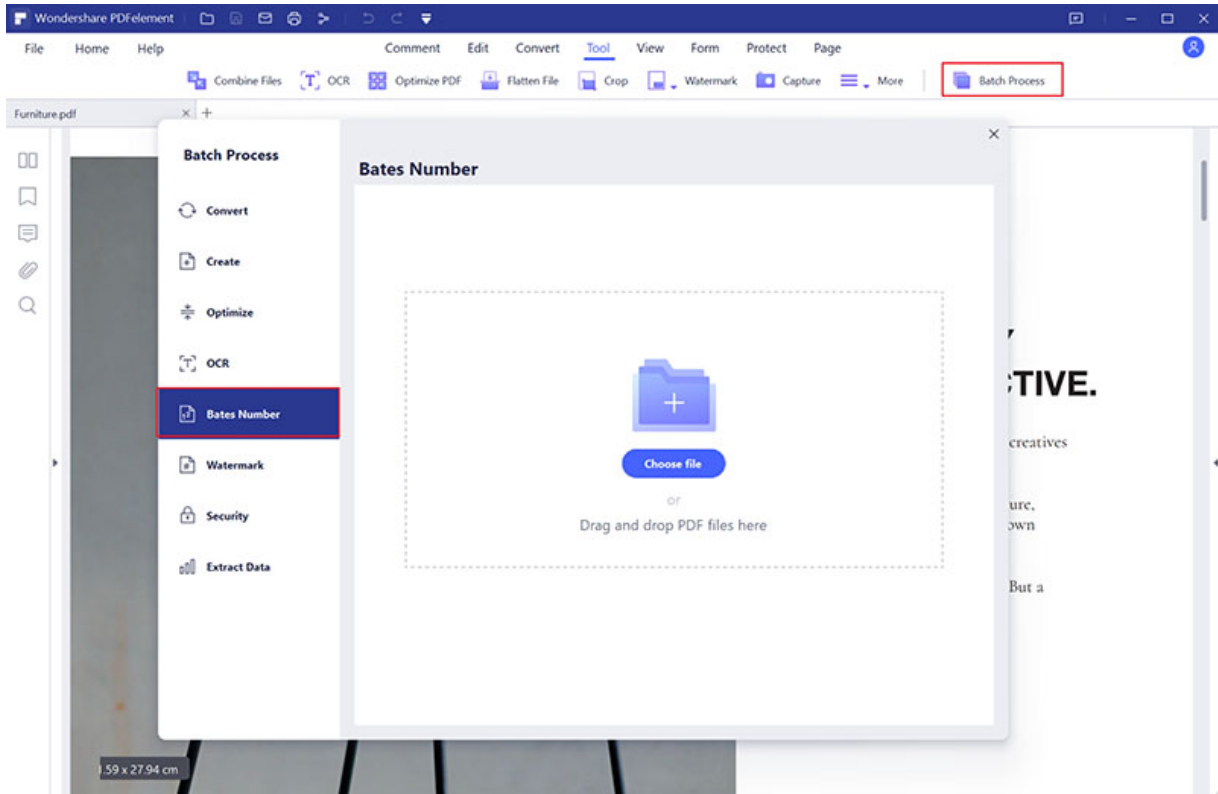 Wondershare PDFelement
File Home Help Comment Edit Convert Tool View Form Protect Page
Combine Files OCR Optimize PDF Flatten File Crop Watermark Capture More Batch Process
Furniture.pdf
Batch Process
Convert
Create
Optimize
OCR
Bates Number
Watermark
Security
Extract Data
Bates Number
Choose file
or
Drag and drop PDF files here
TIVE.
creatives
ure,
own
But a
.59 x 27.94 cm